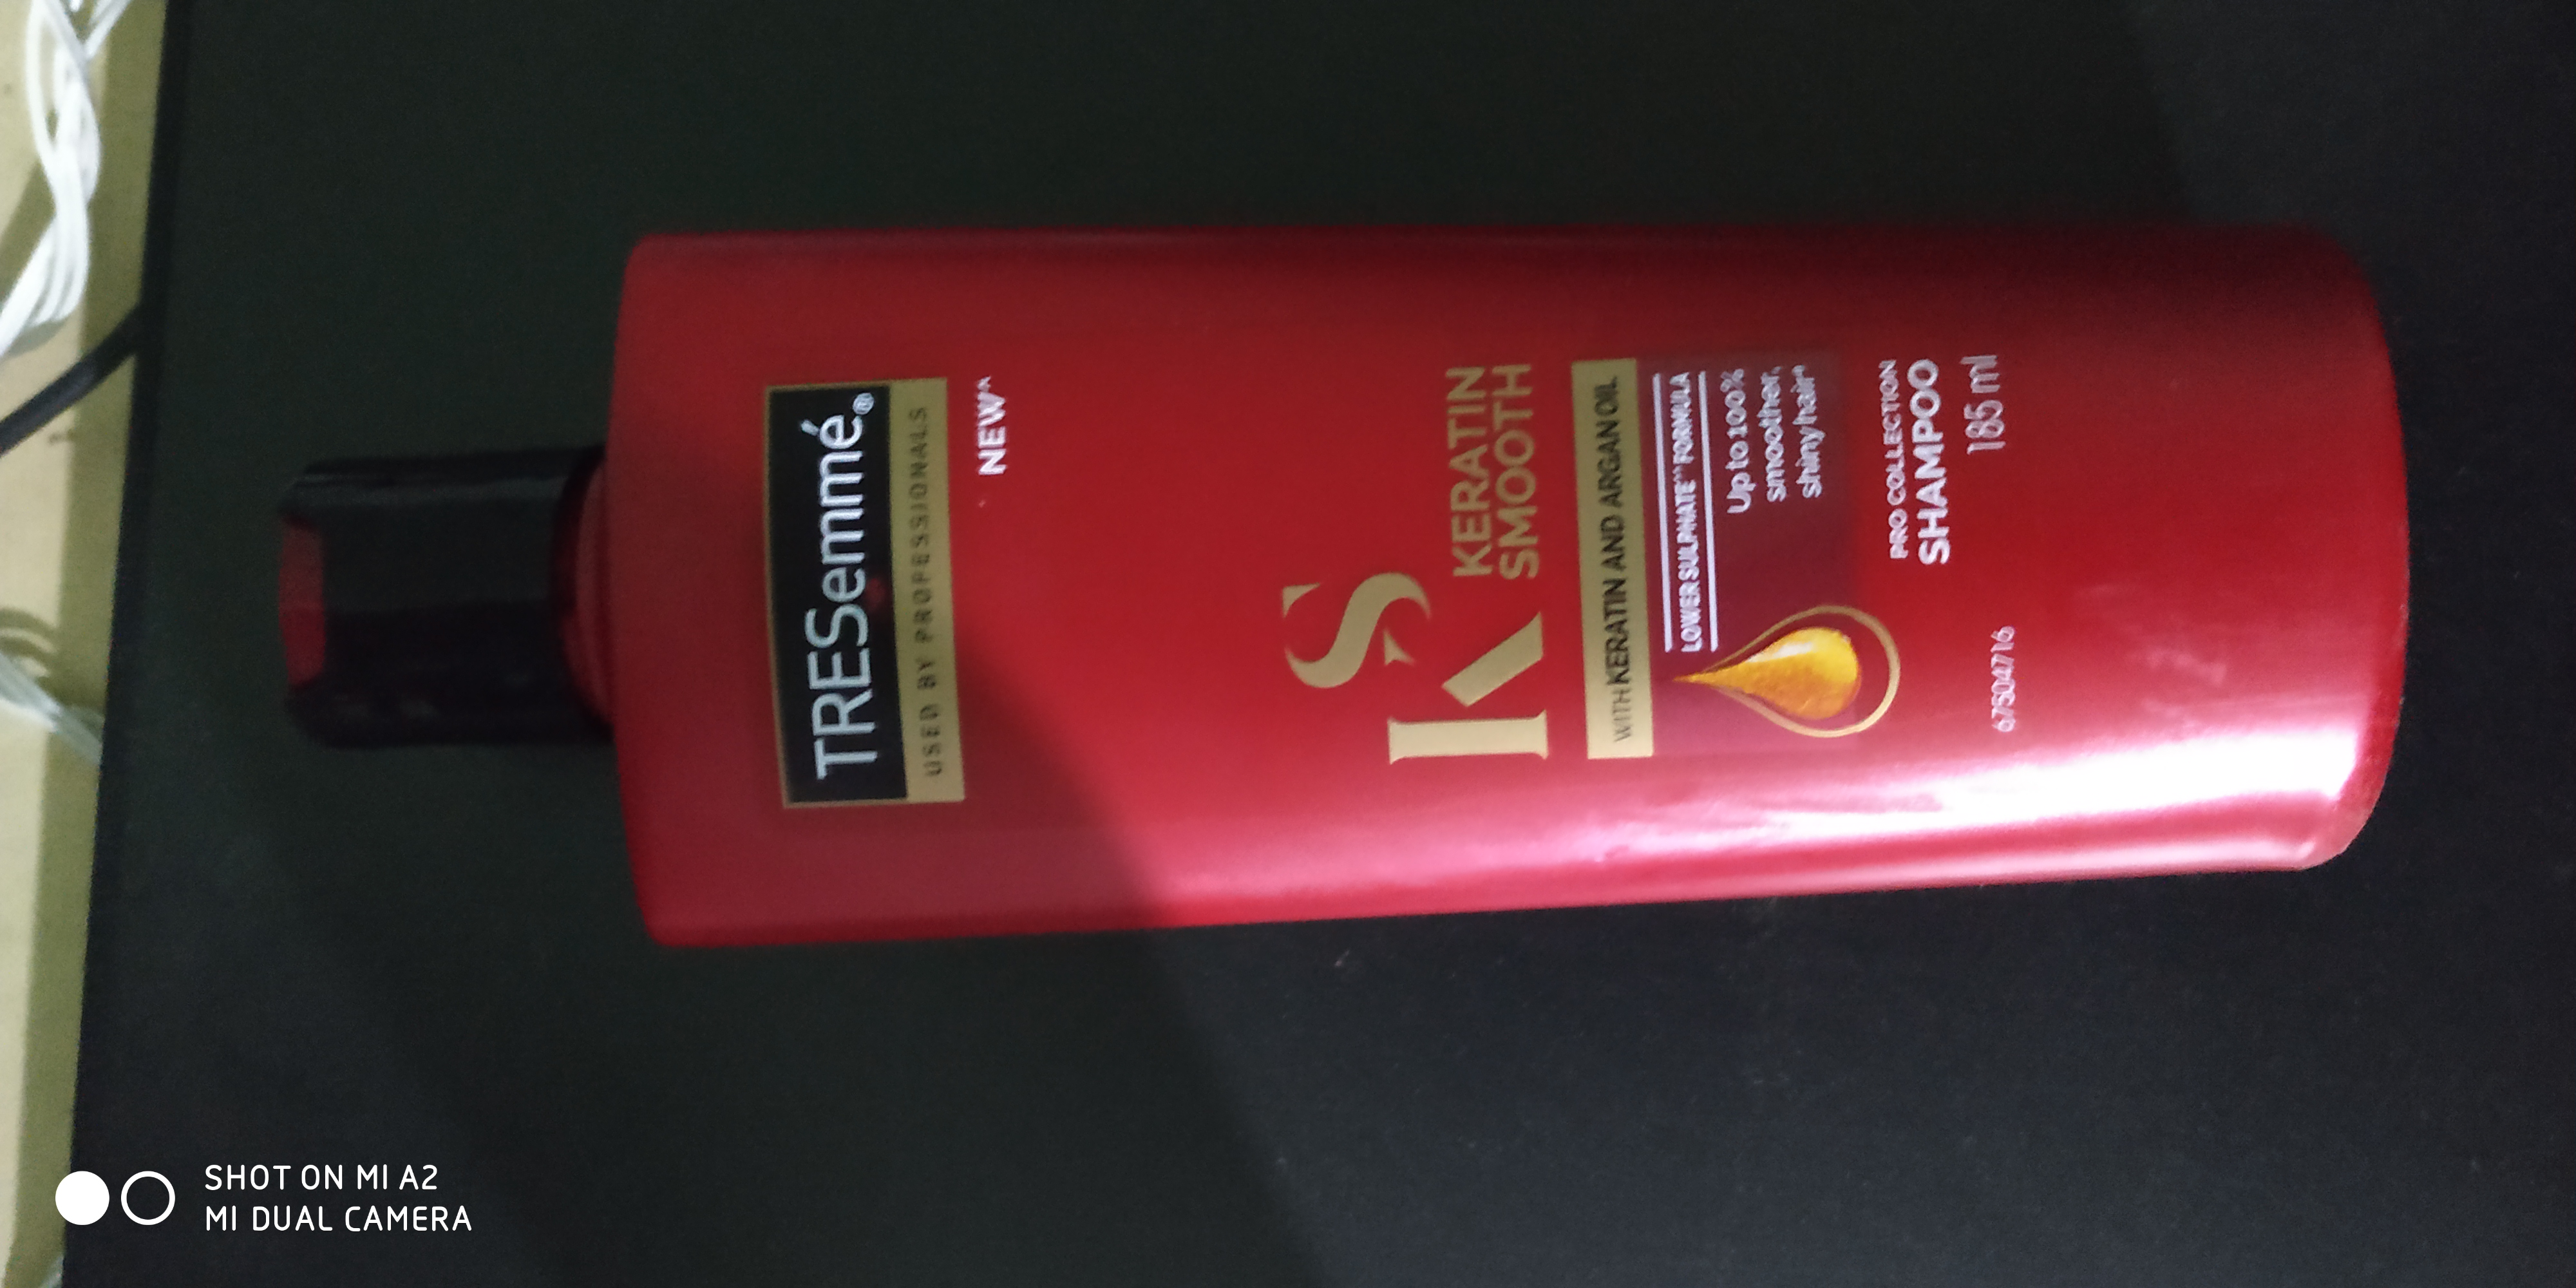 TRESemmé®
USED BY PROFESSIONALS
NEW^
KS
KERATIN
SMOOTH
WITH KERATIN AND ARGAN OIL
LOWER SULPHATE^^ FORMULA
Up to 100%
smoother,
shiny hair*
PRO COLLECTION
SHAMPOO
185 ml
67504716
SHOT ON MI A2
MI DUAL CAMERA